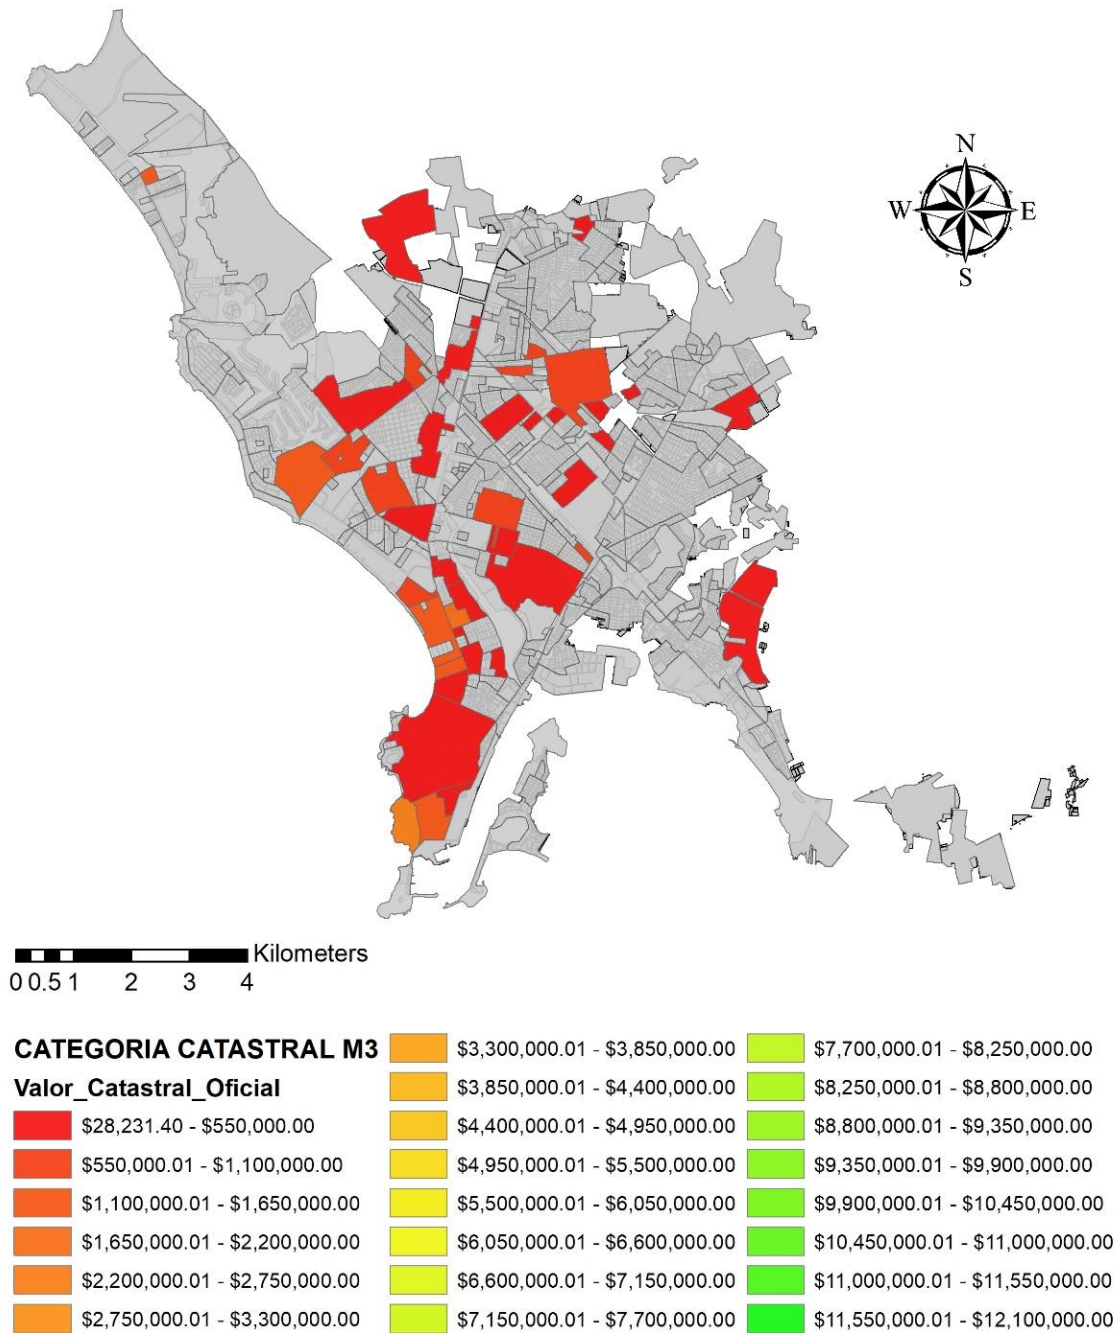 N
W E
S
Kilometers
0 0.5 1 2 3 4
CATEGORIA CATASTRAL M3
Valor_Catastral_Oficial
$28,231.40 - $550,000.00
$550,000.01 - $1,100,000.00
$1,100,000.01 - $1,650,000.00
$1,650,000.01 - $2,200,000.00
$2,200,000.01 - $2,750,000.00
$2,750,000.01 - $3,300,000.00
$3,300,000.01 - $3,850,000.00
$3,850,000.01 - $4,400,000.00
$4,400,000.01 - $4,950,000.00
$4,950,000.01 - $5,500,000.00
$5,500,000.01 - $6,050,000.00
$6,050,000.01 - $6,600,000.00
$6,600,000.01 - $7,150,000.00
$7,150,000.01 - $7,700,000.00
$7,700,000.01 - $8,250,000.00
$8,250,000.01 - $8,800,000.00
$8,800,000.01 - $9,350,000.00
$9,350,000.01 - $9,900,000.00
$9,900,000.01 - $10,450,000.00
$10,450,000.01 - $11,000,000.00
$11,000,000.01 - $11,550,000.00
$11,550,000.01 - $12,100,000.00